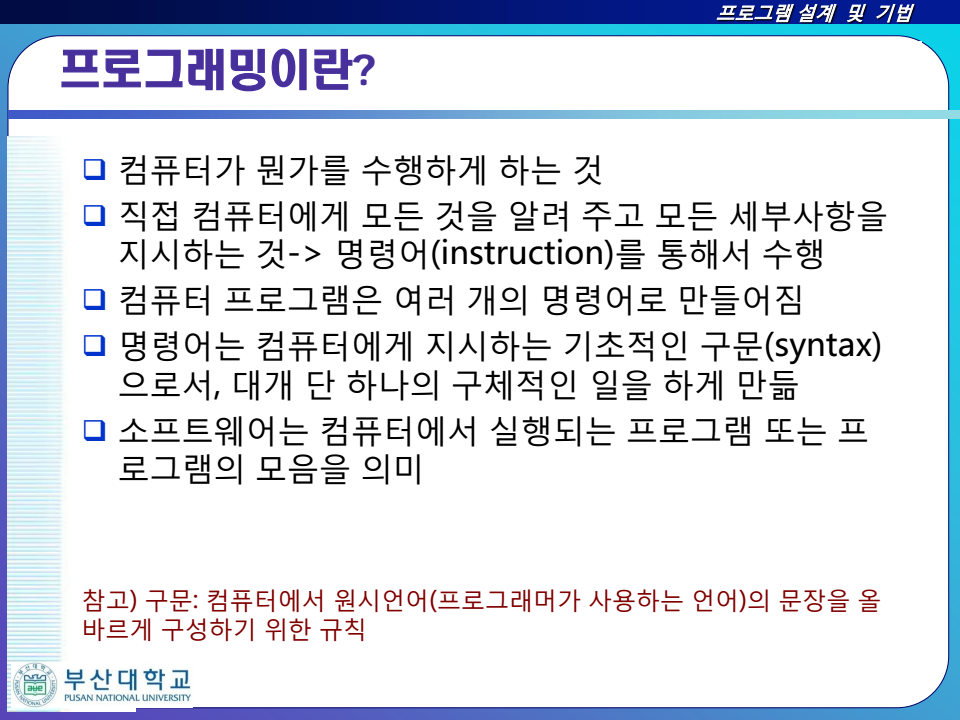 프로그램 설계 및 기법
프로그래밍이란?
컴퓨터가 뭔가를 수행하게 하는 것
직접 컴퓨터에게 모든 것을 알려 주고 모든 세부사항을
지시하는 것-> 명령어(instruction)를 통해서 수행
컴퓨터 프로그램은 여러 개의 명령어로 만들어짐
명령어는 컴퓨터에게 지시하는 기초적인 구문(syntax)
으로서, 대개 단 하나의 구체적인 일을 하게 만듦
소프트웨어는 컴퓨터에서 실행되는 프로그램 또는 프
로그램의 모음을 의미
참고) 구문: 컴퓨터에서 원시언어(프로그래머가 사용하는 언어)의 문장을 올
바르게 구성하기 위한 규칙
부산대학교
PUSAN NATIONAL UNIVERSITY